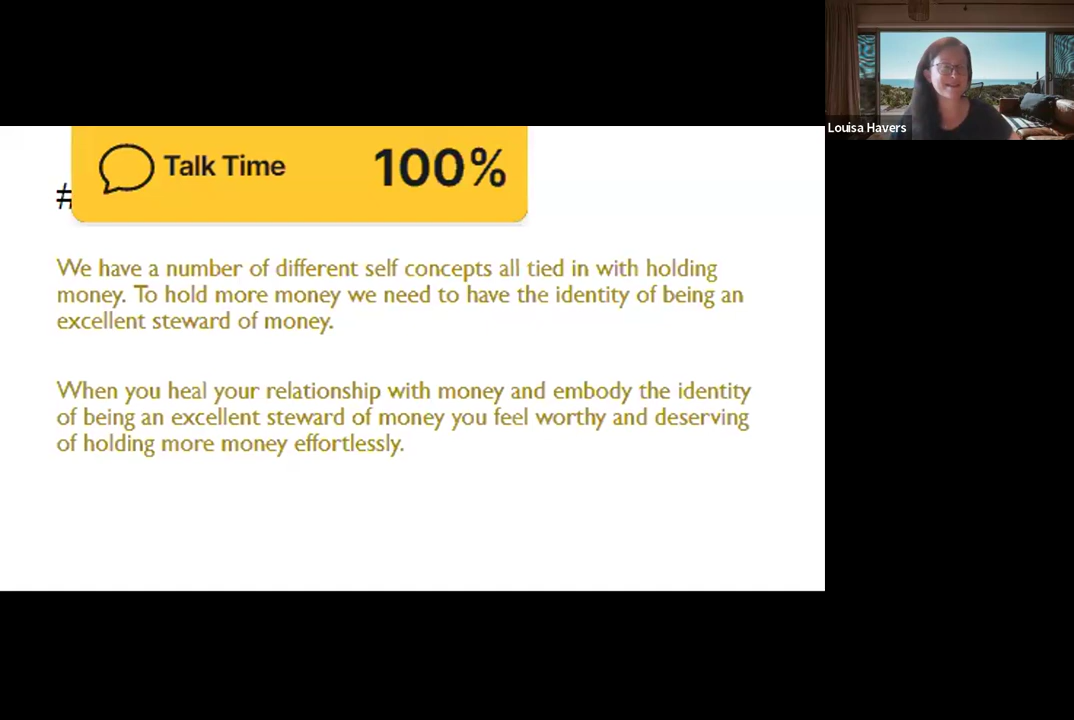 Louisa Havers
Talk Time 100%
#
We have a number of different self concepts all tied in with holding
money. To hold more money we need to have the identity of being an
excellent steward of money.
When you heal your relationship with money and embody the identity
of being an excellent steward of money you feel worthy and deserving
of holding more money effortlessly.